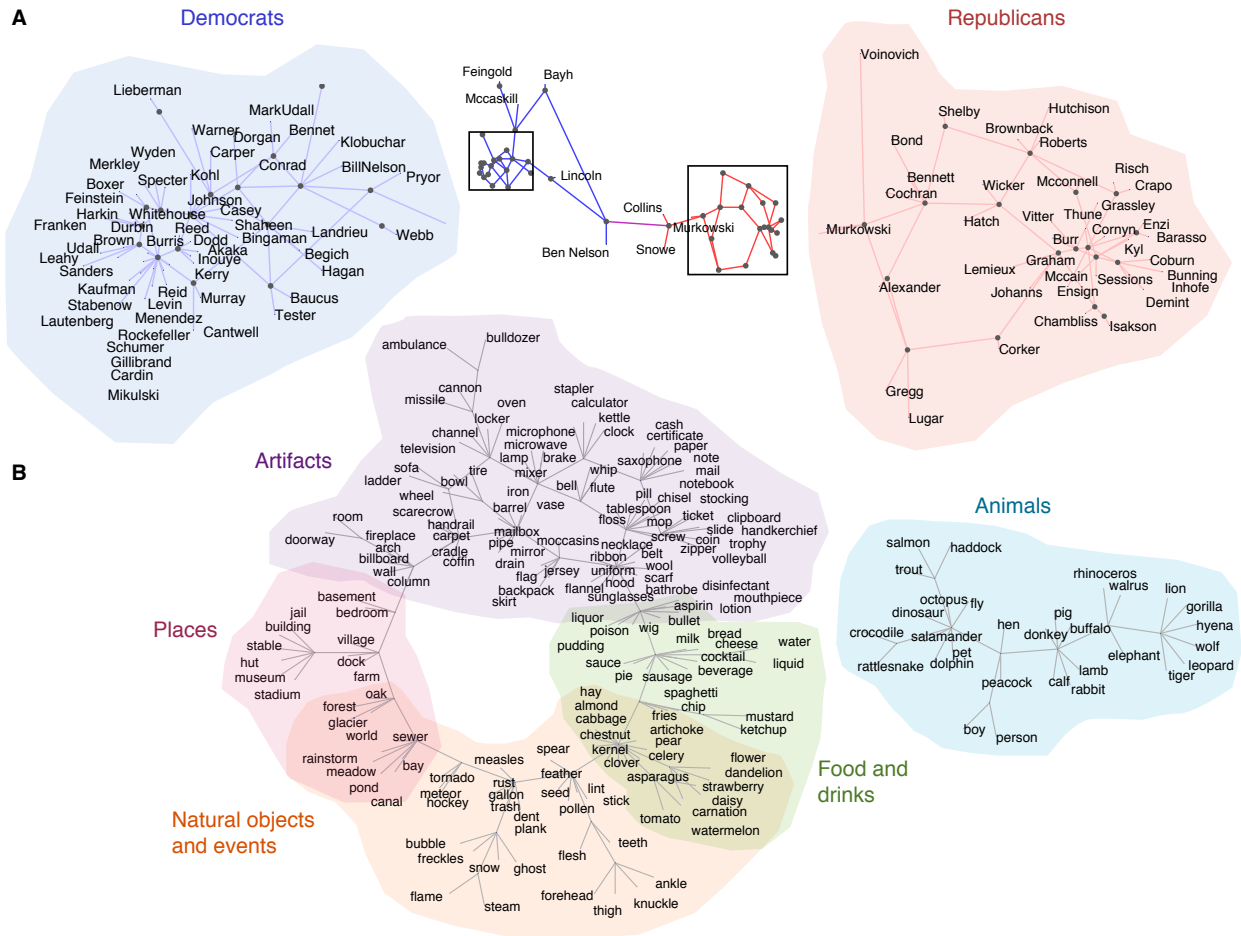 A
Democrats
Lieberman
MarkUdall
Warner
Dorgan
Bennet
Klobuchar
Wyden
Carper
Conrad
Merkley
Kohl
BillNelson
Specter
Boxer
Pryor
Feinstein
Johnson
Harkin
Whitehouse
Casey
Franken
Durbin
Reed
Shaheen
Landrieu
Webb
Brown
Burris
Dodd
Bingaman
Udall
Akaka
Leahy
Inouye
Begich
Sanders
Kerry
Hagan
Kaufman
Reid
Murray
Baucus
Stabenow
Levin
Lautenberg
Menendez
Tester
Rockefeller
Cantwell
Schumer
Gillibrand
Cardin
Mikulski
Feingold
Bayh
Mccaskill
Lincoln
Collins
Murkowski
Snowe
Ben Nelson
Republicans
Voinovich
Shelby
Hutchison
Brownback
Bond
Roberts
Bennett
Risch
Cochran
Wicker
Mcconnell
Crapo
Grassley
Hatch
Vitter
Thune
Murkowski
Cornyn
Enzi
Burr
Barasso
Graham
Kyl
Lemieux
Mccain
Coburn
Alexander
Johanns
Ensign
Sessions
Bunning
Inhofe
Demint
Chambliss
Isakson
Corker
Gregg
Lugar
B
Artifacts
ambulance
bulldozer
cannon
missile
oven
stapler
calculator
locker
kettle
channel
microphone
clock
cash
certificate
television
microwave
paper
lamp
brake
saxophone
note
sofa
tire
mixer
whip
mail
ladder
bowl
bell
flute
notebook
wheel
iron
pill
chisel
stocking
scarecrow
barrel
vase
tablespoon
room
handrail
floss
mop
ticket
clipboard
fireplace
carpet
mailbox
slide
handkerchief
doorway
arch
pipe
moccasins
necklace
screw
coin
trophy
billboard
cradle
mirror
ribbon
belt
zipper
volleyball
wall
coffin
drain
jersey
uniform
wool
column
flag
hood
scarf
backpack
flannel
bathrobe
disinfectant
skirt
sunglasses
mouthpiece
lotion
Places
basement
bedroom
jail
building
village
stable
hut
dock
museum
farm
stadium
oak
forest
glacier
world
sewer
rainstorm
meadow
bay
pond
canal
Natural objects
and events
tornado
meteor
hockey
measles
spear
rust
feather
gallon
seed
lint
trash
stick
dent
pollen
plank
bubble
freckles
snow
ghost
flame
steam
teeth
flesh
ankle
forehead
knuckle
thigh
Food and
drinks
aspirin
liquor
bullet
poison
wig
bread
pudding
milk
cheese
water
cocktail
sauce
beverage
liquid
pie
sausage
hay
spaghetti
almond
chip
cabbage
fries
mustard
artichoke
ketchup
chestnut
pear
kernel
celery
flower
clover
dandelion
asparagus
strawberry
daisy
tomato
carnation
watermelon
Animals
salmon
haddock
trout
rhinoceros
walrus
lion
octopus
fly
dinosaur
pig
gorilla
crocodile
salamander
hen
donkey
buffalo
hyena
pet
wolf
rattlesnake
dolphin
elephant
leopard
peacock
lamb
calf
rabbit
tiger
boy
person